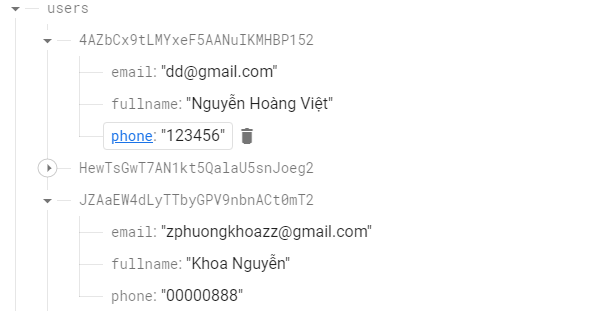 users
4AZbCx9tLMYxeF5AANuIKMHBP152
email: "dd@gmail.com"
fullname: "Nguyễn Hoàng Việt"
phone: "123456"
HewTsGwT7AN1kt5QalaU5snJoeg2
JZAaEW4dLyTTbyGPV9nbnACt0mT2
email: "zphuongkhoazz@gmail.com"
fullname: "Khoa Nguyễn"
phone: "00000888"